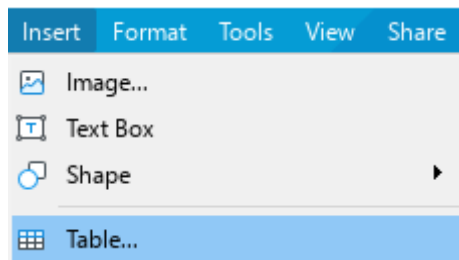 Insert Format Tools View Share
Image...
Text Box
Shape
Table...